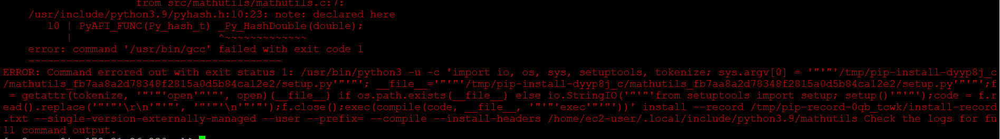 from src/mathutils/mathutils.c:7:
/usr/include/python3.9/pyhash.h:10:23: note: declared here
10 | PyAPI_FUNC(Py_hash_t) _Py_HashDouble(double);
|                       ^~~~~~~~~~~~~~
error: command '/usr/bin/gcc' failed with exit code 1
----------------------------------------
ERROR: Command errored out with exit status 1: /usr/bin/python3 -u -c 'import io, os, sys, setuptools, tokenize; sys.argv[0] = '"'"'/tmp/pip-install-dyyp8j_c
/mathutils_fb7aa8a2d78348f2815a0d5b84ca12e2/setup.py'"'"'; __file__='"'"'/tmp/pip-install-dyyp8j_c/mathutils_fb7aa8a2d78348f2815a0d5b84ca12e2/setup.py'"'"';f
= getattr(tokenize, '"'"'open'"'"', open)(__file__) if os.path.exists(__file__) else io.StringIO('"'"'from setuptools import setup; setup()'"'"');code = f.r
ead().replace('"'"'\r\n'"'"', '"'"'\n'"'"');f.close();exec(compile(code, __file__, '"'"'exec'"'"'))' install --record /tmp/pip-record-0qb_tcwk/install-record
.txt --single-version-externally-managed --user --prefix= --compile --install-headers /home/ec2-user/.local/include/python3.9/mathutils Check the logs for fu
ll command output.